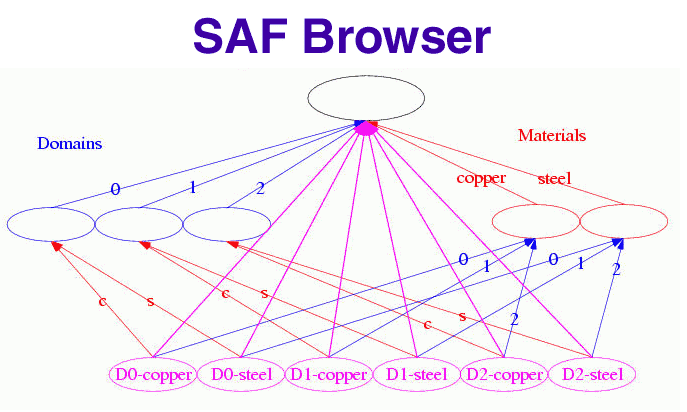 SAF Browser
Domains
Materials
0
1
2
copper
steel
0
1
0
1
2
c
s
c
s
c
s
2
D0-copper
D0-steel
D1-copper
D1-steel
D2-copper
D2-steel